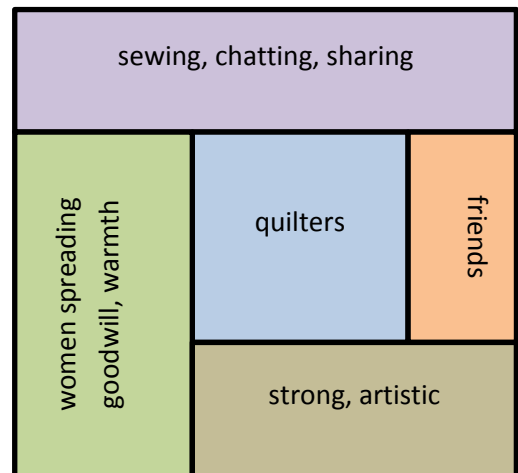 sewing, chatting, sharing
women spreading
goodwill, warmth
quilters
friends
strong, artistic